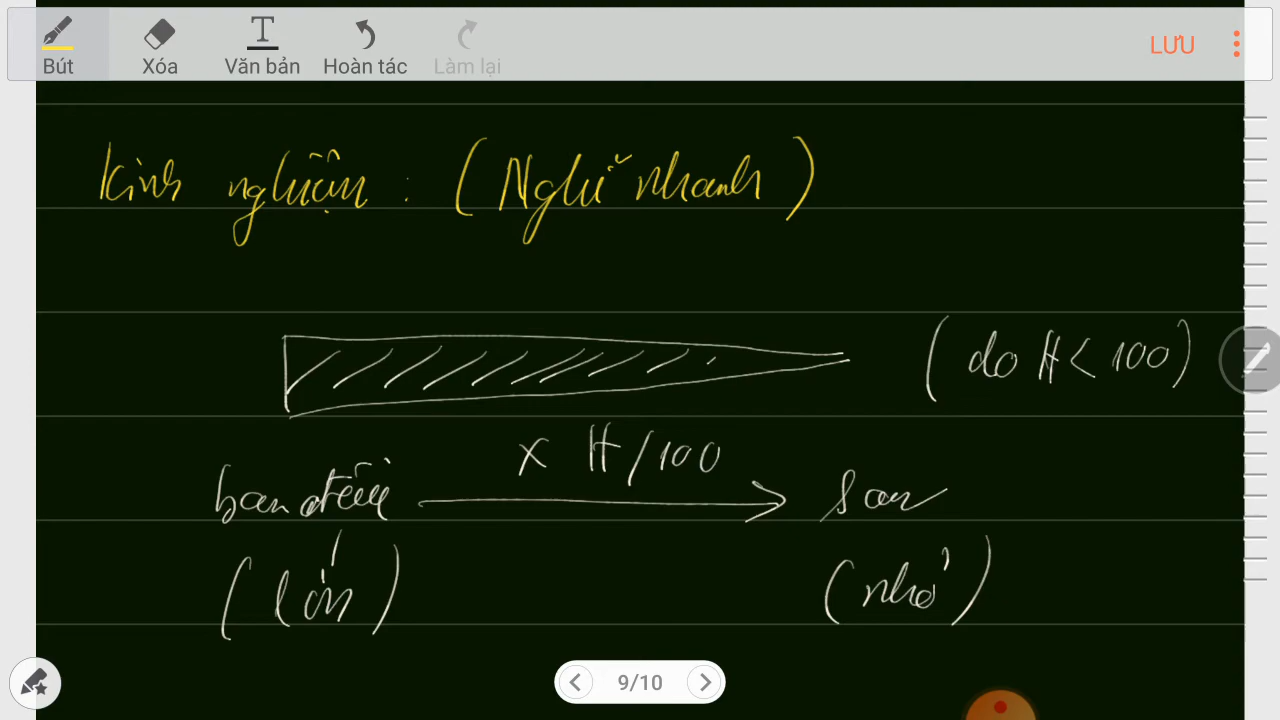 Bút Xóa Văn bản Hoàn tác Làm lại LƯU
Kinh nghiệm : (Nghĩ nhanh)
(do H < 100)
x H/100
ban đầu sau
(lớn) (nhỏ)
9/10